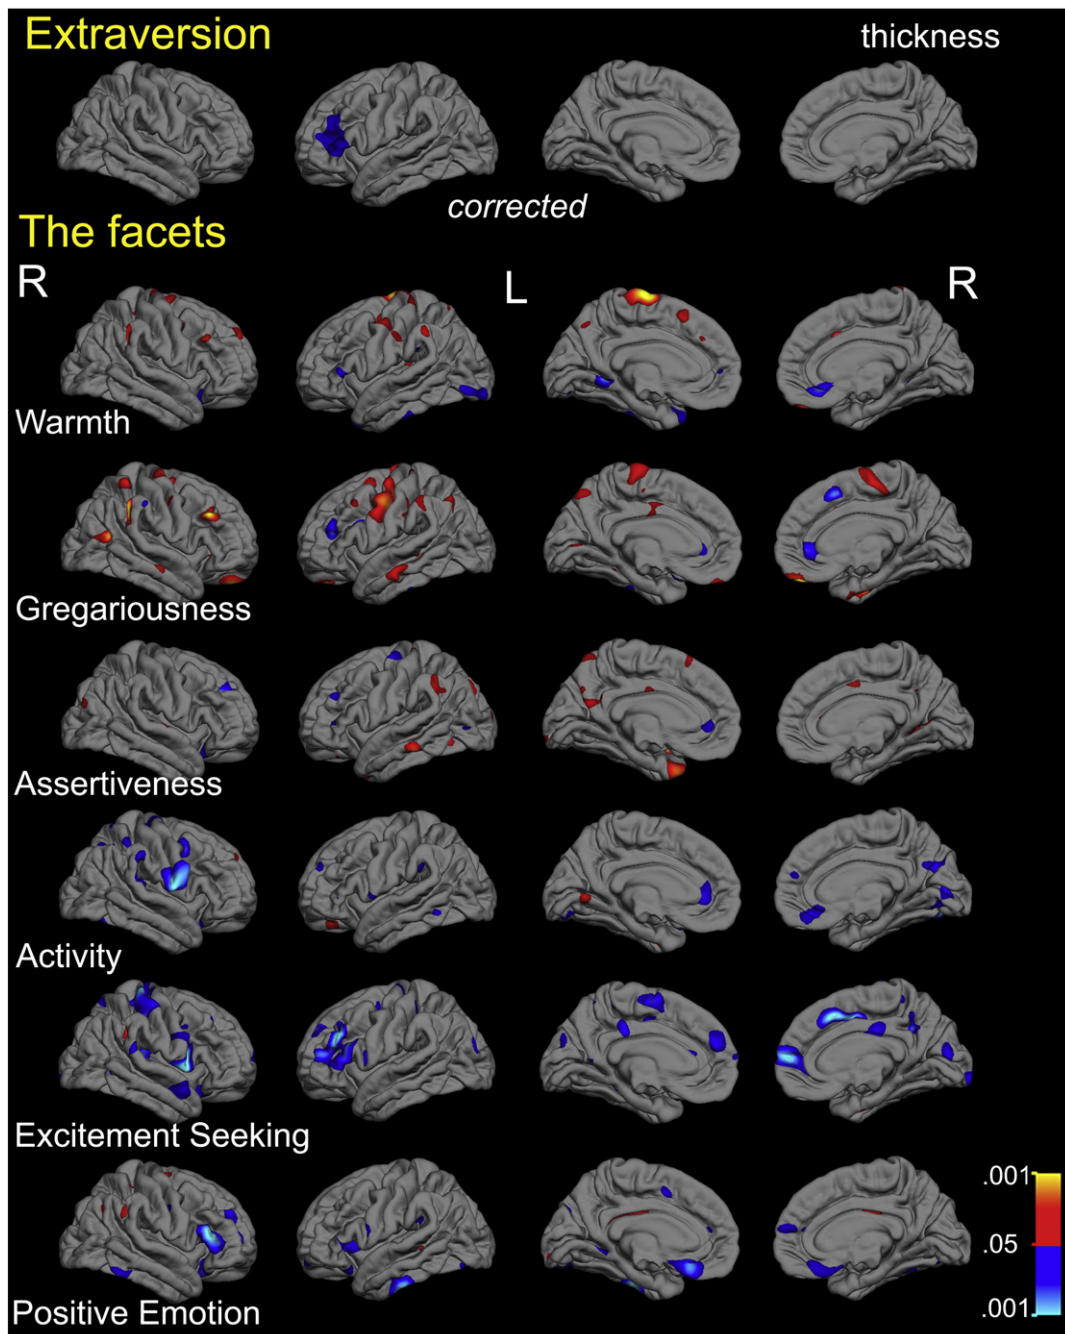 Extraversion
thickness
corrected
The facets
R
L
R
Warmth
Gregariousness
Assertiveness
Activity
Excitement Seeking
Positive Emotion
.001
.05
.001